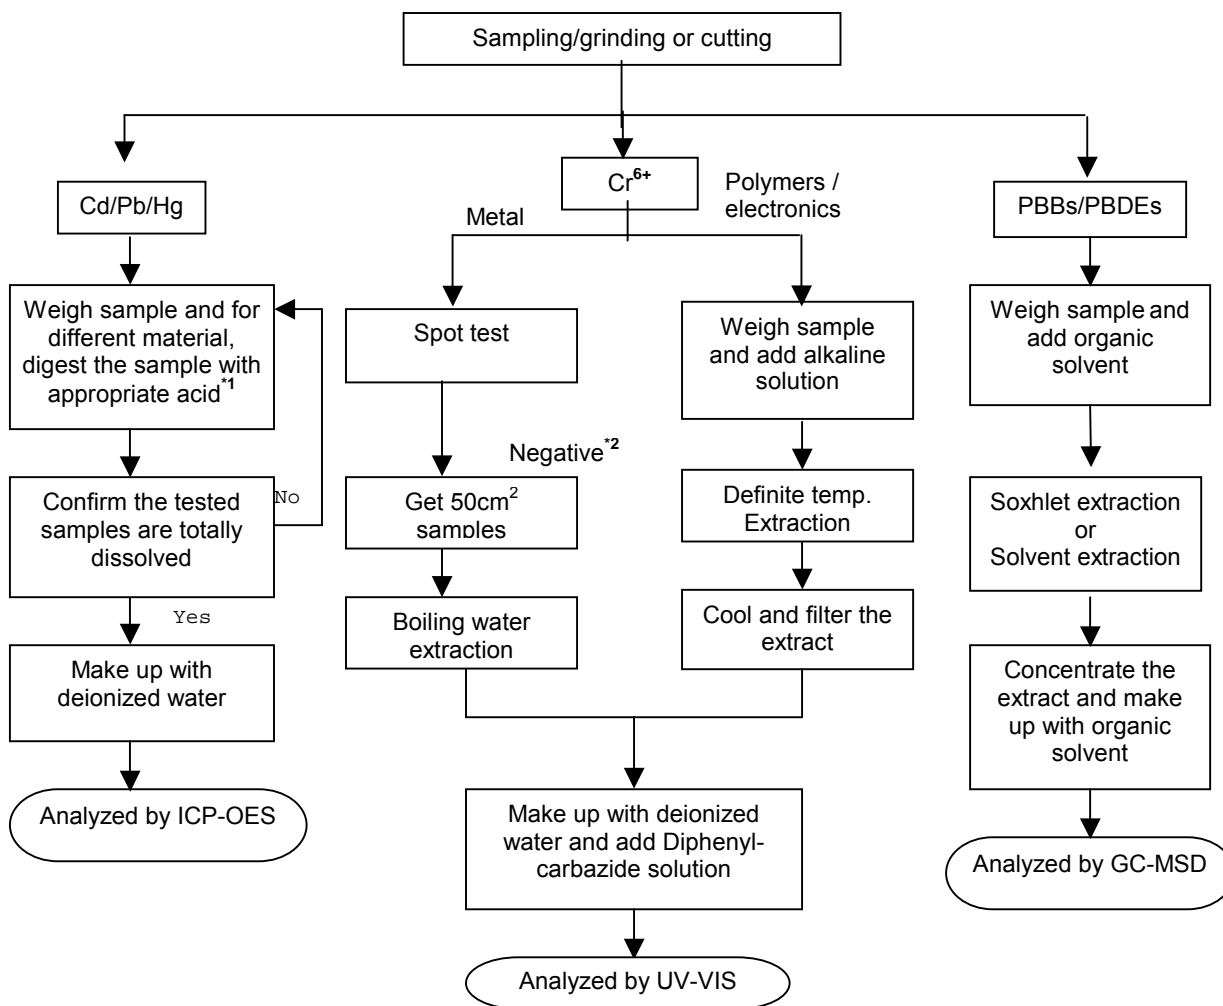 Sampling/grinding or cutting
Cd/Pb/Hg
Weigh sample and for
different material,
digest the sample with
appropriate acid*1
Confirm the tested
samples are totally
dissolved
No
Yes
Make up with
deionized water
Analyzed by ICP-OES
Cr6+
Metal
Polymers /
electronics
Spot test
Negative*2
Get 50cm2
samples
Boiling water
extraction
Weigh sample
and add alkaline
solution
Definite temp.
Extraction
Cool and filter the
extract
Make up with deionized
water and add Diphenyl-
carbazide solution
Analyzed by UV-VIS
PBBs/PBDEs
Weigh sample and
add organic
solvent
Soxhlet extraction
or
Solvent extraction
Concentrate the
extract and make
up with organic
solvent
Analyzed by GC-MSD